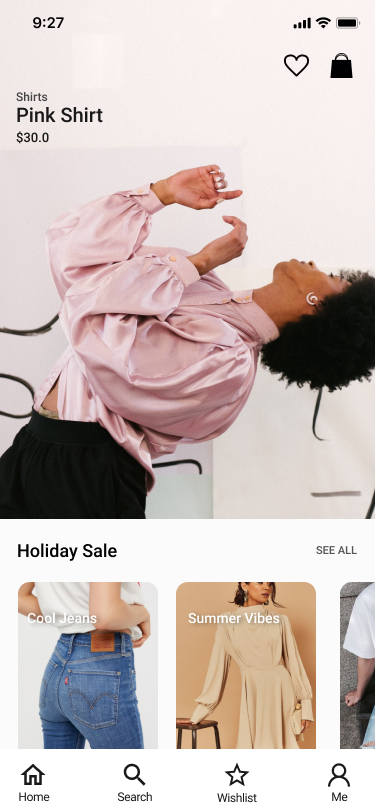 9:27
Shirts
Pink Shirt
$30.0
Holiday Sale
SEE ALL
Cool Jeans
Summer Vibes
Home
Search
Wishlist
Me